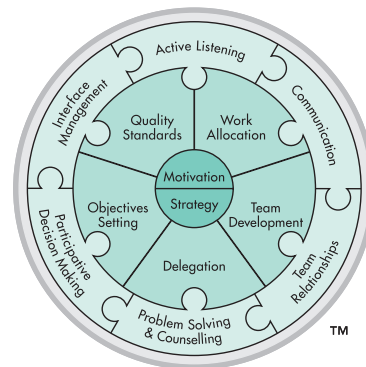 Active Listening
Communication
Team
Relationships
Problem Solving
& Counselling
Participative
Decision Making
Interface
Management
Quality
Standards
Work
Allocation
Team
Development
Delegation
Objectives
Setting
Motivation
Strategy
TM